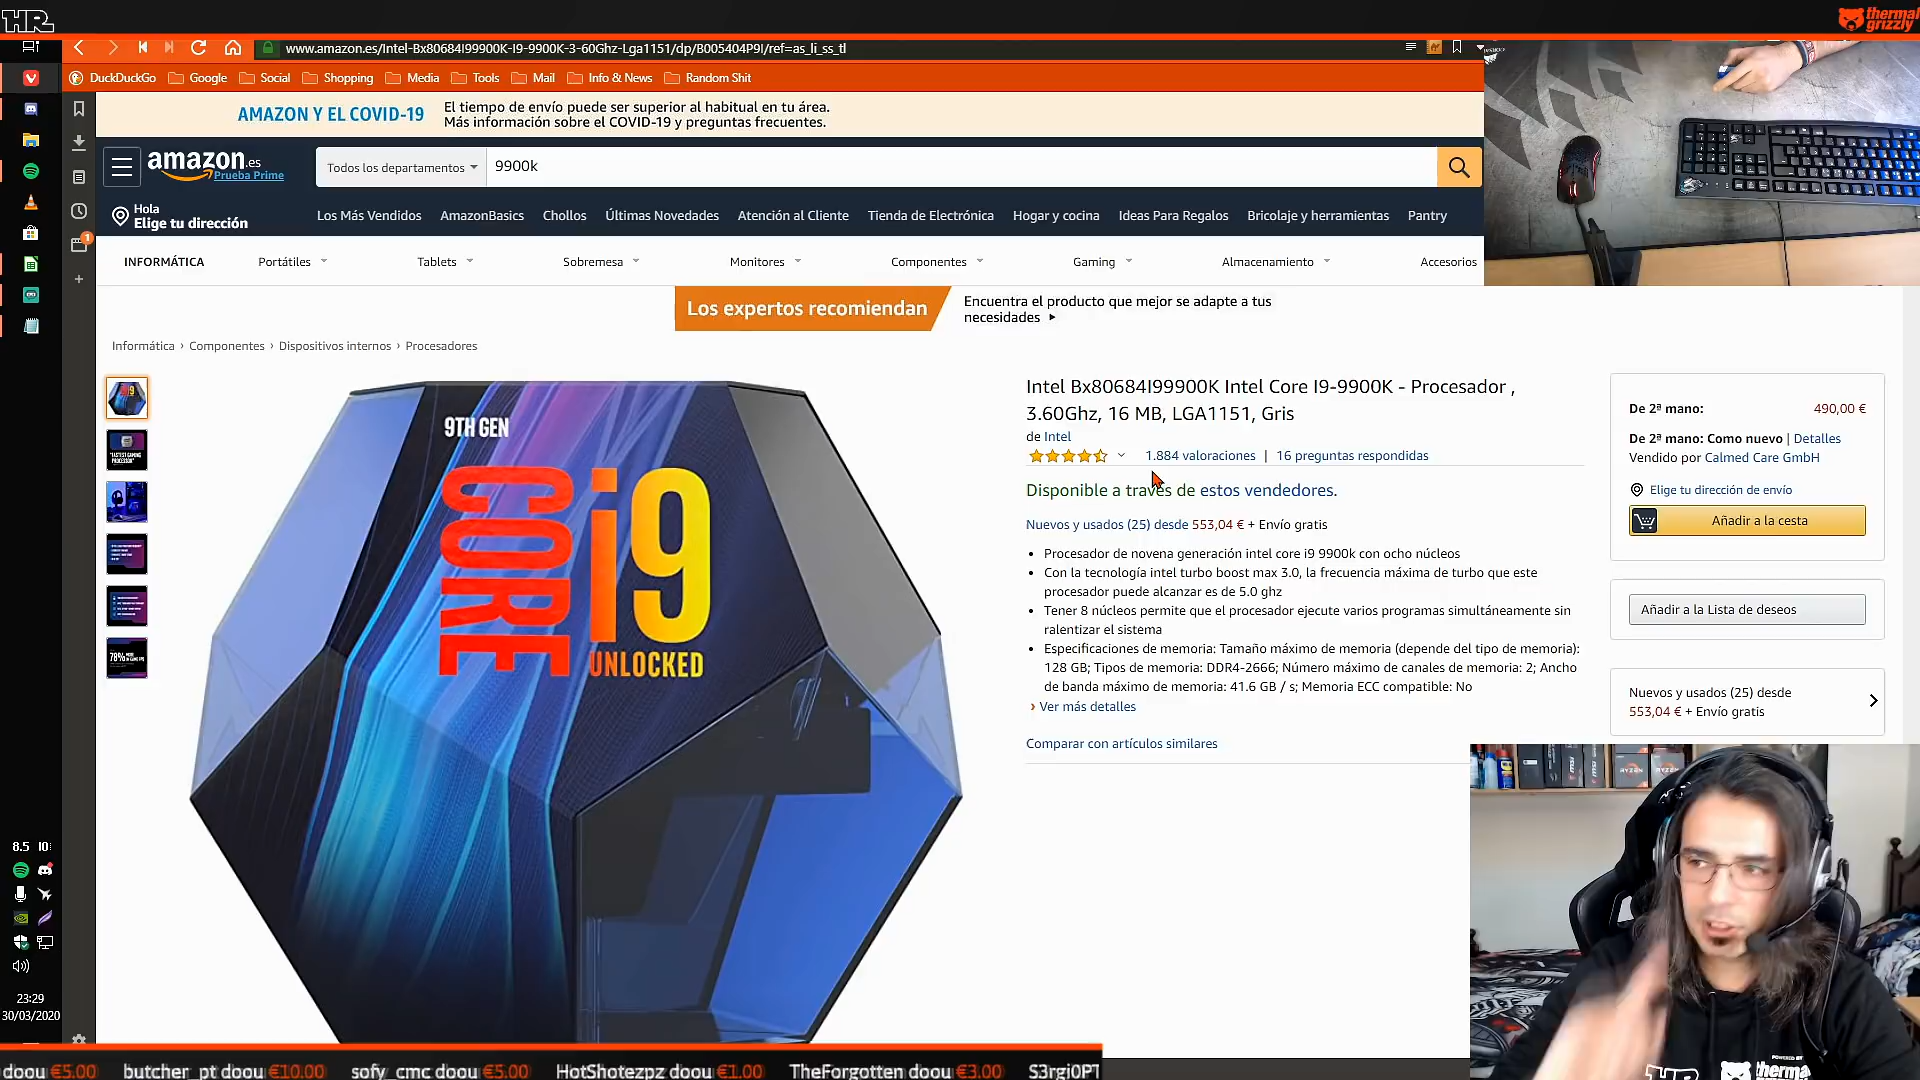 HR.
thermal
grizzly
www.amazon.es/Intel-Bx80684I99900K-I9-9900K-3-60Ghz-Lga1151/dp/B005404P9I/ref=as_li_ss_tl
DuckDuckGo Google Social Shopping Media Tools Mail Info & News Random Shit
AMAZON Y EL COVID-19
El tiempo de envío puede ser superior al habitual en tu área.
Más información sobre el COVID-19 y preguntas frecuentes.
amazon.es
Prueba Prime
Todos los departamentos
9900k
Hola
Elige tu dirección
Los Más Vendidos AmazonBasics Chollos Últimas Novedades Atención al Cliente Tienda de Electrónica Hogar y cocina Ideas Para Regalos Bricolaje y herramientas Pantry
INFORMÁTICA Portátiles Tablets Sobremesa Monitores Componentes Gaming Almacenamiento Accesorios
Los expertos recomiendan
Encuentra el producto que mejor se adapte a tus
necesidades
Informática › Componentes › Dispositivos internos › Procesadores
9TH GEN
CORE
i9
UNLOCKED
Intel Bx80684I99900K Intel Core I9-9900K - Procesador ,
3.60Ghz, 16 MB, LGA1151, Gris
de Intel
1.884 valoraciones | 16 preguntas respondidas
Disponible a través de estos vendedores.
Nuevos y usados (25) desde 553,04 € + Envío gratis
• Procesador de novena generación intel core i9 9900k con ocho núcleos
• Con la tecnología intel turbo boost max 3.0, la frecuencia máxima de turbo que este
procesador puede alcanzar es de 5.0 ghz
• Tener 8 núcleos permite que el procesador ejecute varios programas simultáneamente sin
ralentizar el sistema
• Especificaciones de memoria: Tamaño máximo de memoria (depende del tipo de memoria):
128 GB; Tipos de memoria: DDR4-2666; Número máximo de canales de memoria: 2; Ancho
de banda máximo de memoria: 41.6 GB / s; Memoria ECC compatible: No
› Ver más detalles
Comparar con artículos similares
De 2ª mano: 490,00 €
De 2ª mano: Como nuevo | Detalles
Vendido por Calmed Care GmbH
Elige tu dirección de envío
Añadir a la cesta
Añadir a la Lista de deseos
Nuevos y usados (25) desde
553,04 € + Envío gratis
78%
RYZEN
RYZEN
1
8.5 10:
23:29
30/03/2020
HR
POWERED BY
therma
doou €5.00 butcher_pt doou €10.00 sofy_cmc doou €5.00 HotShotezpz doou €1.00 TheForgotten doou €3.00 S3rgi0PT